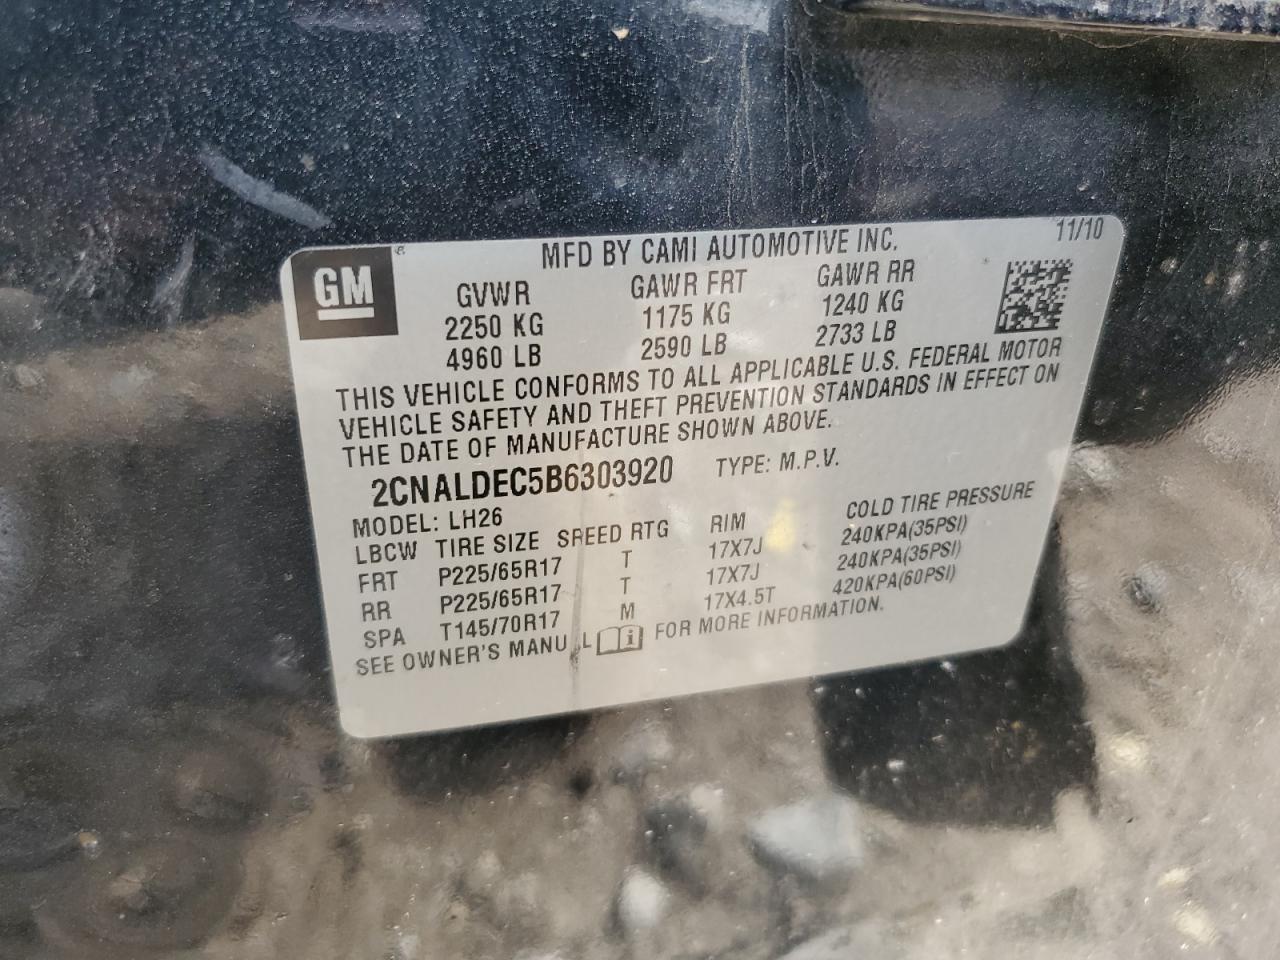 GM
MFD BY CAMI AUTOMOTIVE INC. 11/10
GVWR GAWR FRT GAWR RR
2250 KG 1175 KG 1240 KG
4960 LB 2590 LB 2733 LB
THIS VEHICLE CONFORMS TO ALL APPLICABLE U.S. FEDERAL MOTOR
VEHICLE SAFETY AND THEFT PREVENTION STANDARDS IN EFFECT ON
THE DATE OF MANUFACTURE SHOWN ABOVE.
2CNALDEC5B6303920 TYPE: M.P.V.
MODEL: LH26
LBCW TIRE SIZE SPEED RTG RIM COLD TIRE PRESSURE
FRT P225/65R17 T 17X7J 240KPA(35PSI)
RR P225/65R17 T 17X7J 240KPA(35PSI)
SPA T145/70R17 M 17X4.5T 420KPA(60PSI)
SEE OWNER'S MANU L FOR MORE INFORMATION.